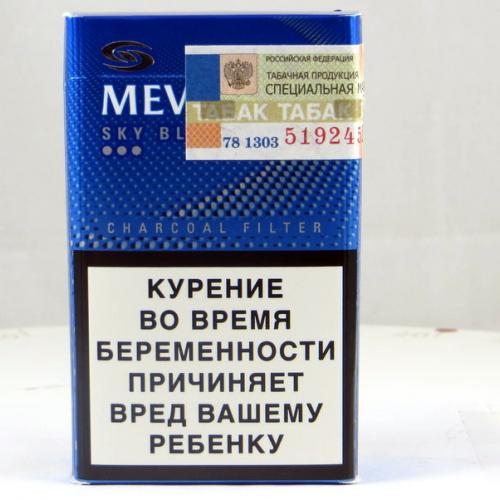 РОССИЙСКАЯ ФЕДЕРАЦИЯ
ТАБАЧНАЯ ПРОДУКЦИЯ
СПЕЦИАЛЬНАЯ
MEV
ТАБАК ТАБАК
SKY BL
78 1303 51924
CHARCOAL FILTER
КУРЕНИЕ
ВО ВРЕМЯ
БЕРЕМЕННОСТИ
ПРИЧИНЯЕТ
ВРЕД ВАШЕМУ
РЕБЕНКУ